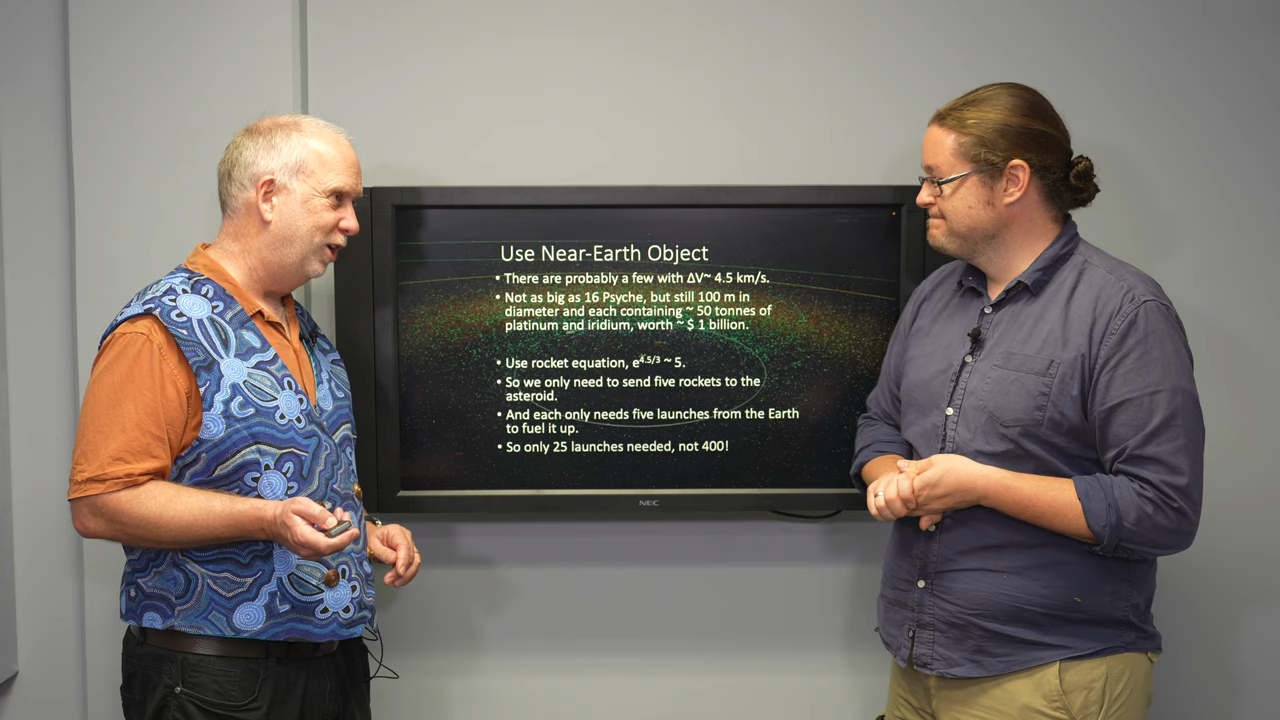 Use Near-Earth Object
• There are probably a few with ΔV~ 4.5 km/s.
• Not as big as 16 Psyche, but still 100 m in
diameter and each containing ~ 50 tonnes of
platinum and iridium, worth ~ $ 1 billion.
• Use rocket equation, e^4.5/3 ~ 5.
• So we only need to send five rockets to the
asteroid.
• And each only needs five launches from the Earth
to fuel it up.
• So only 25 launches needed, not 400!
NEC